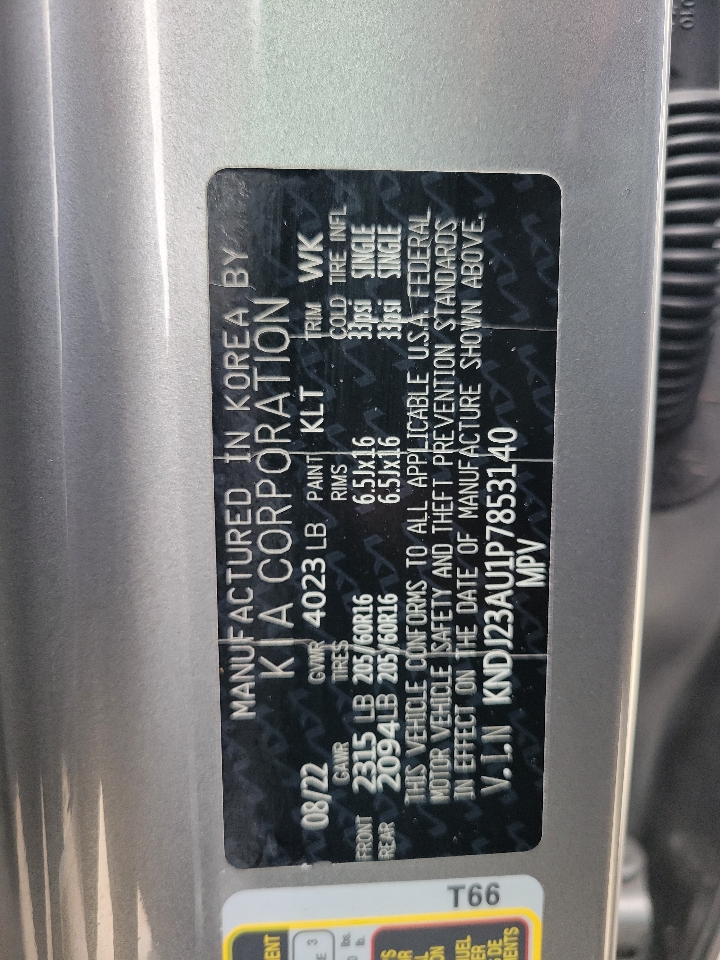 MANUFACTURED IN KOREA BY
KIA CORPORATION
08/22 GVWR 4023 LB PAINT KLT TRIM WK
GAWR TIRES RIMS COLD TIRE INFL
FRONT 2315 LB 205/60R16 6.5Jx16 33psi SINGLE
REAR 2094LB 205/60R16 6.5Jx16 33psi SINGLE
THIS VEHICLE CONFORMS TO ALL APPLICABLE U.S.A. FEDERAL
MOTOR VEHICLE SAFETY AND THEFT PREVENTION STANDARDS
IN EFFECT ON THE DATE OF MANUFACTURE SHOWN ABOVE.
V.I.N KNDJ23AU1P7853140
MPV
T66